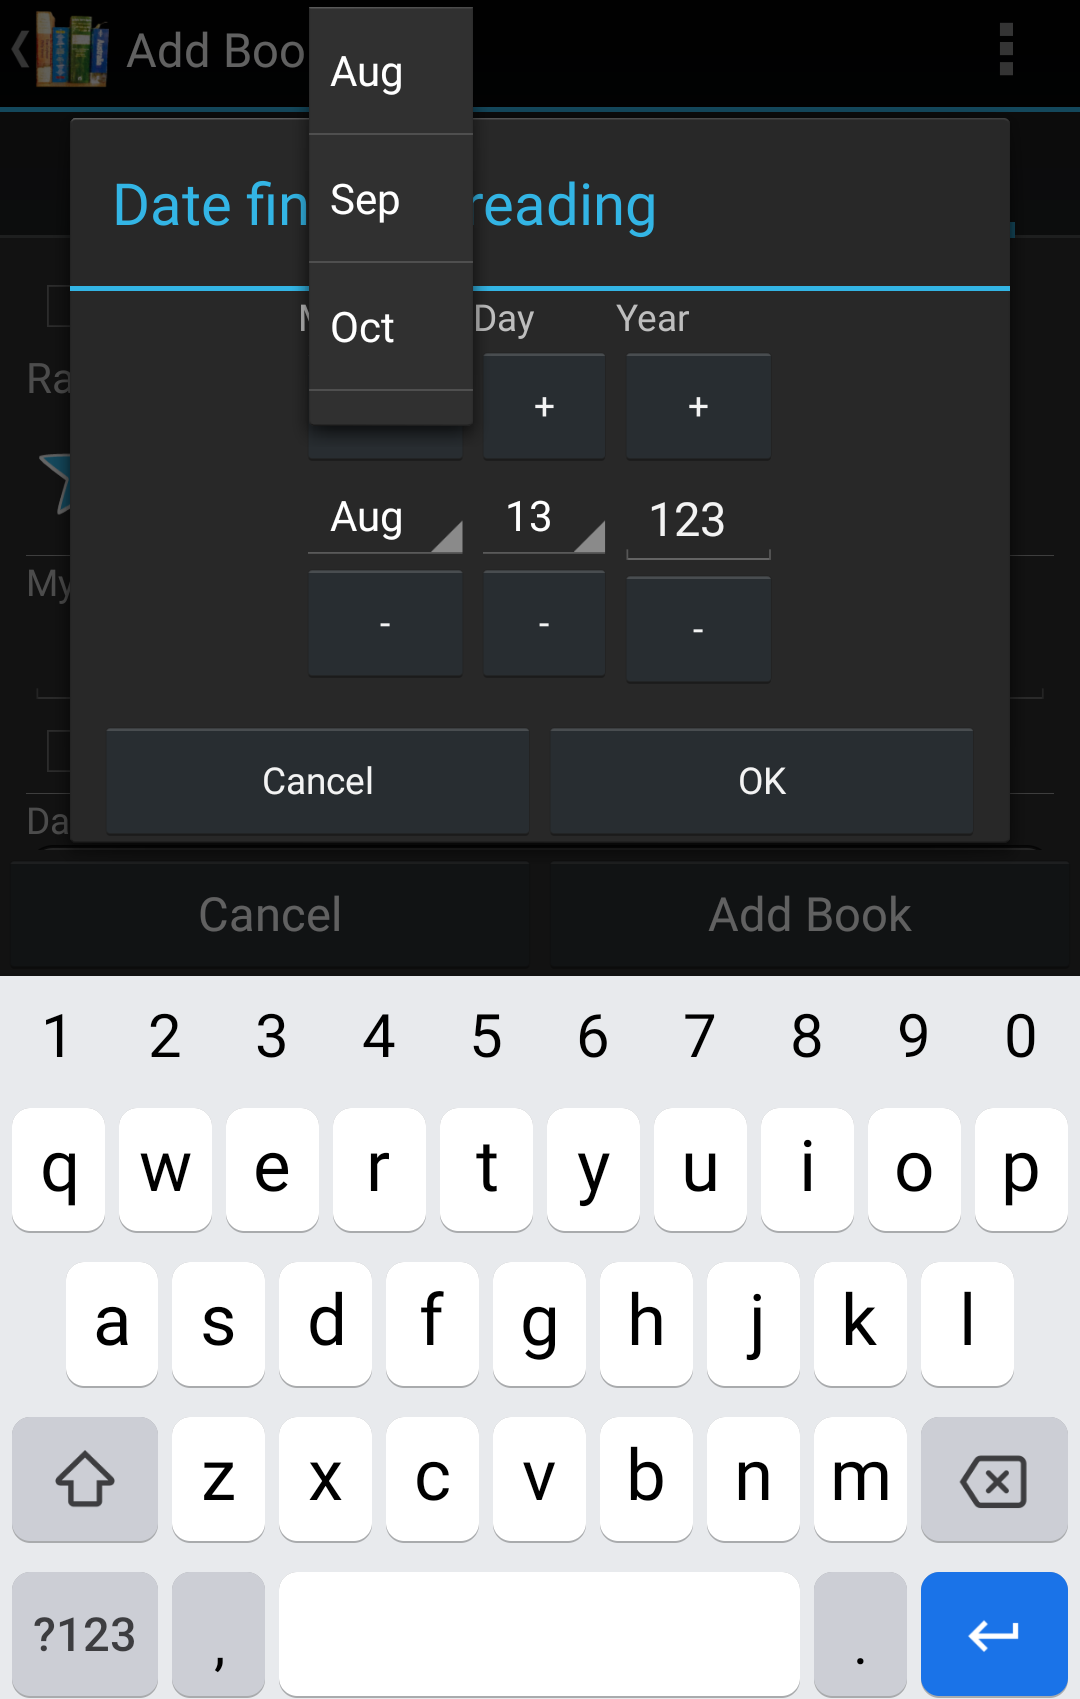 Add Boo
Aug
Sep
Oct
Date fin reading
Day Year
+ +
Ra
Aug 13 123
My
- - -
Cancel OK
Da
Cancel Add Book
1 2 3 4 5 6 7 8 9 0
q w e r t y u i o p
a s d f g h j k l
z x c v b n m
?123 , .